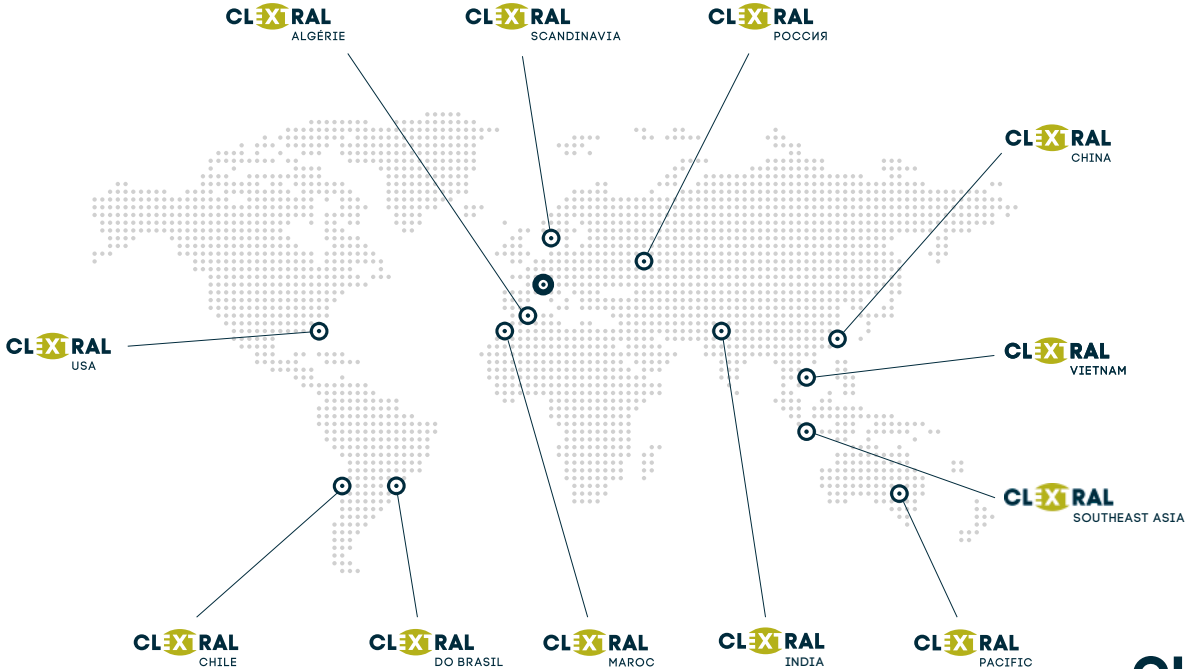 CLEXTRAL
ALGÉRIE
CLEXTRAL
SCANDINAVIA
CLEXTRAL
РОССИЯ
CLEXTRAL
CHINA
CLEXTRAL
USA
CLEXTRAL
VIETNAM
CLEXTRAL
SOUTHEAST ASIA
CLEXTRAL
CHILE
CLEXTRAL
DO BRASIL
CLEXTRAL
MAROC
CLEXTRAL
INDIA
CLEXTRAL
PACIFIC